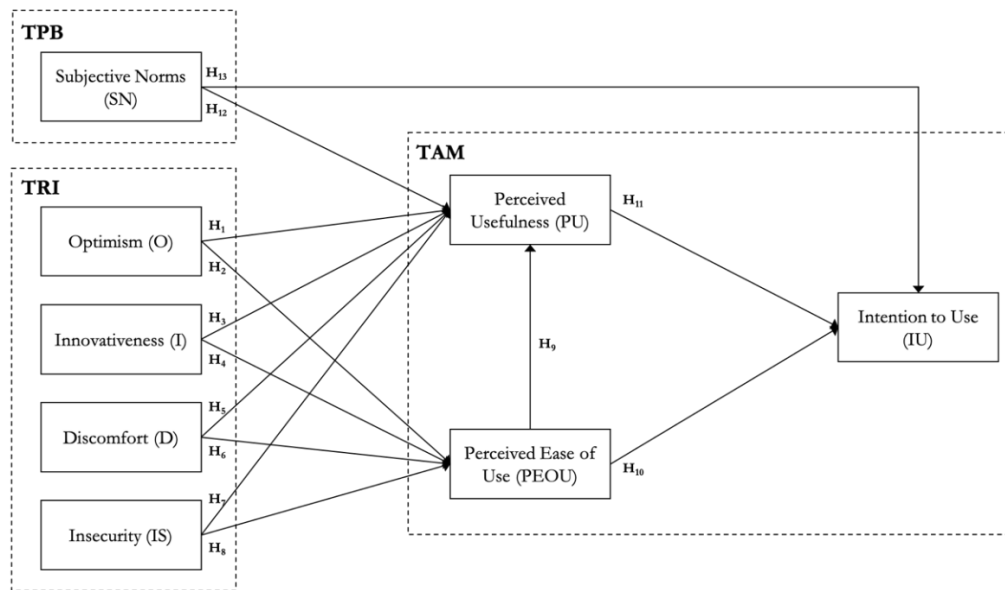 TPB
Subjective Norms
(SN)
H₁₃
H₁₂
TRI
Optimism (O)
H₁
H₂
Innovativeness (I)
H₃
H₄
Discomfort (D)
H₅
H₆
Insecurity (IS)
H₇
H₈
TAM
Perceived
Usefulness (PU)
H₁₁
H₉
Perceived Ease of
Use (PEOU)
H₁₀
Intention to Use
(IU)